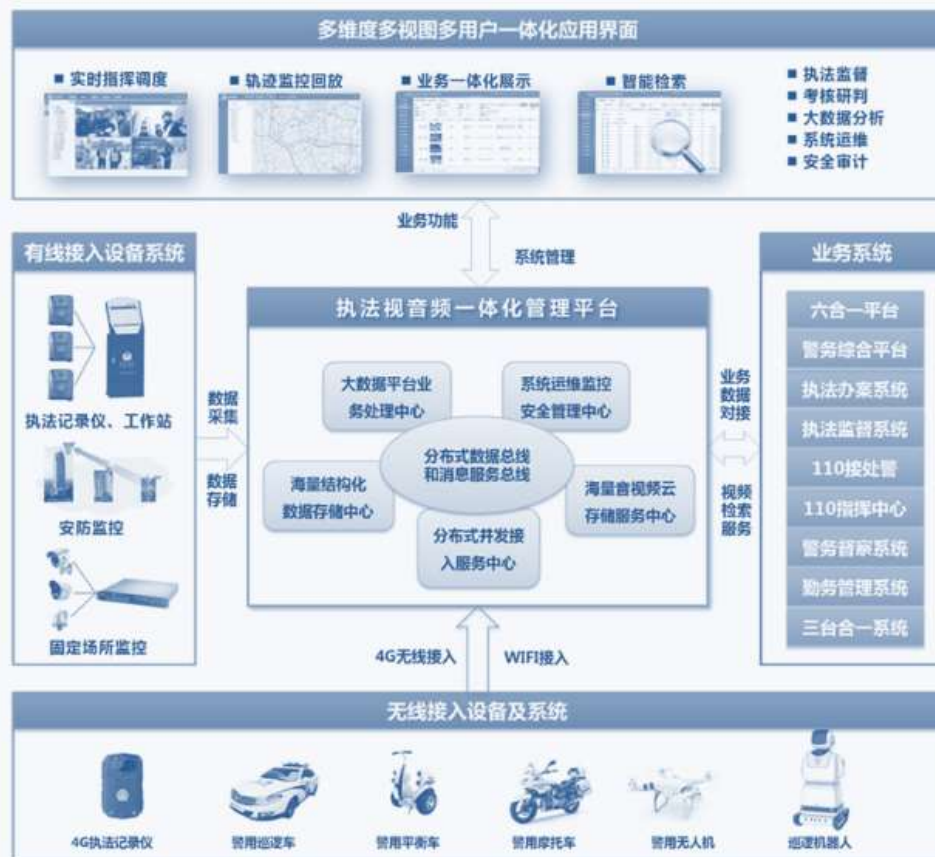 多维度多视图多用户一体化应用界面
■ 实时指挥调度
■ 轨迹监控回放
■ 业务一体化展示
■ 智能检索
■ 执法监督
■ 考核研判
■ 大数据分析
■ 系统运维
■ 安全审计
业务功能
系统管理
有线接入设备系统
执法记录仪、工作站
安防监控
固定场所监控
数据
采集
数据
存储
执法视音频一体化管理平台
大数据平台业
务处理中心
系统运维监控
安全管理中心
分布式数据总线
和消息服务总线
海量结构化
数据存储中心
海量音视频云
存储服务中心
分布式并发接
入服务中心
业务
数据
对接
视频
检索
服务
业务系统
六合一平台
警务综合平台
执法办案系统
执法监督系统
110接处警
110指挥中心
警务督察系统
勤务管理系统
三台合一系统
4G无线接入
WIFI接入
无线接入设备及系统
4G执法记录仪
警用巡逻车
警用平衡车
警用摩托车
警用无人机
巡逻机器人